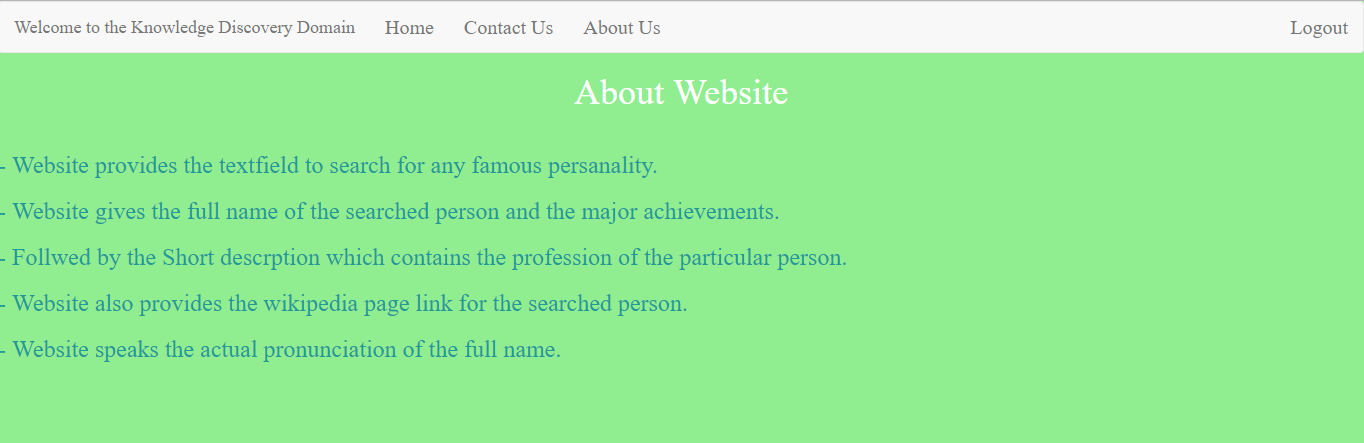 Welcome to the Knowledge Discovery Domain Home Contact Us About Us Logout
About Website
- Website provides the textfield to search for any famous persanality.
- Website gives the full name of the searched person and the major achievements.
- Follwed by the Short descrption which contains the profession of the particular person.
- Website also provides the wikipedia page link for the searched person.
- Website speaks the actual pronunciation of the full name.